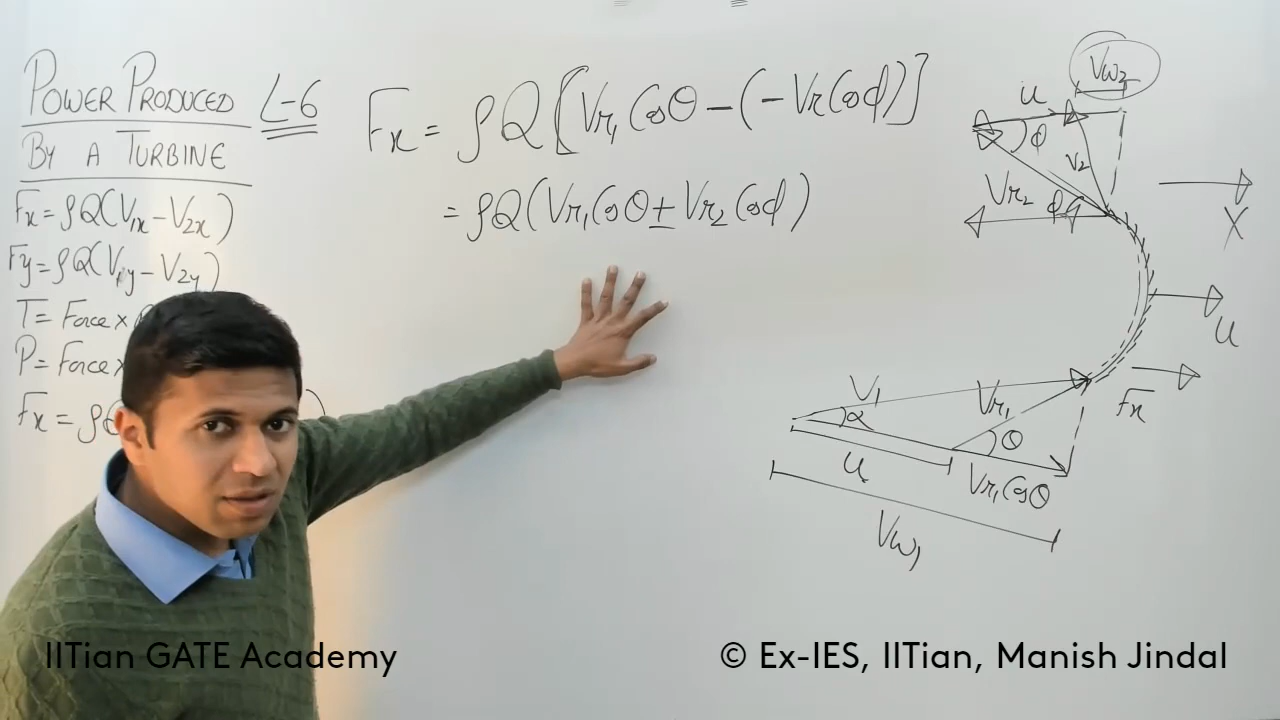 POWER PRODUCED L-6
BY A TURBINE
Fx = ρQ(V1x - V2x)
Fy = ρQ(V1y - V2y)
T = Force x
P = Force x
Fx = ρ
Fx = ρQ[Vr1 Cosθ - (-Vr Cosϕ)]
= ρQ(Vr1 Cosθ ± Vr2 Cosϕ)
Vw2
u
ϕ
V2
Vr2
ϕ
X
u
Fx
V1
Vr1
α
θ
u
Vr1 Cosθ
Vw1
IITian GATE Academy
© Ex-IES, IITian, Manish Jindal